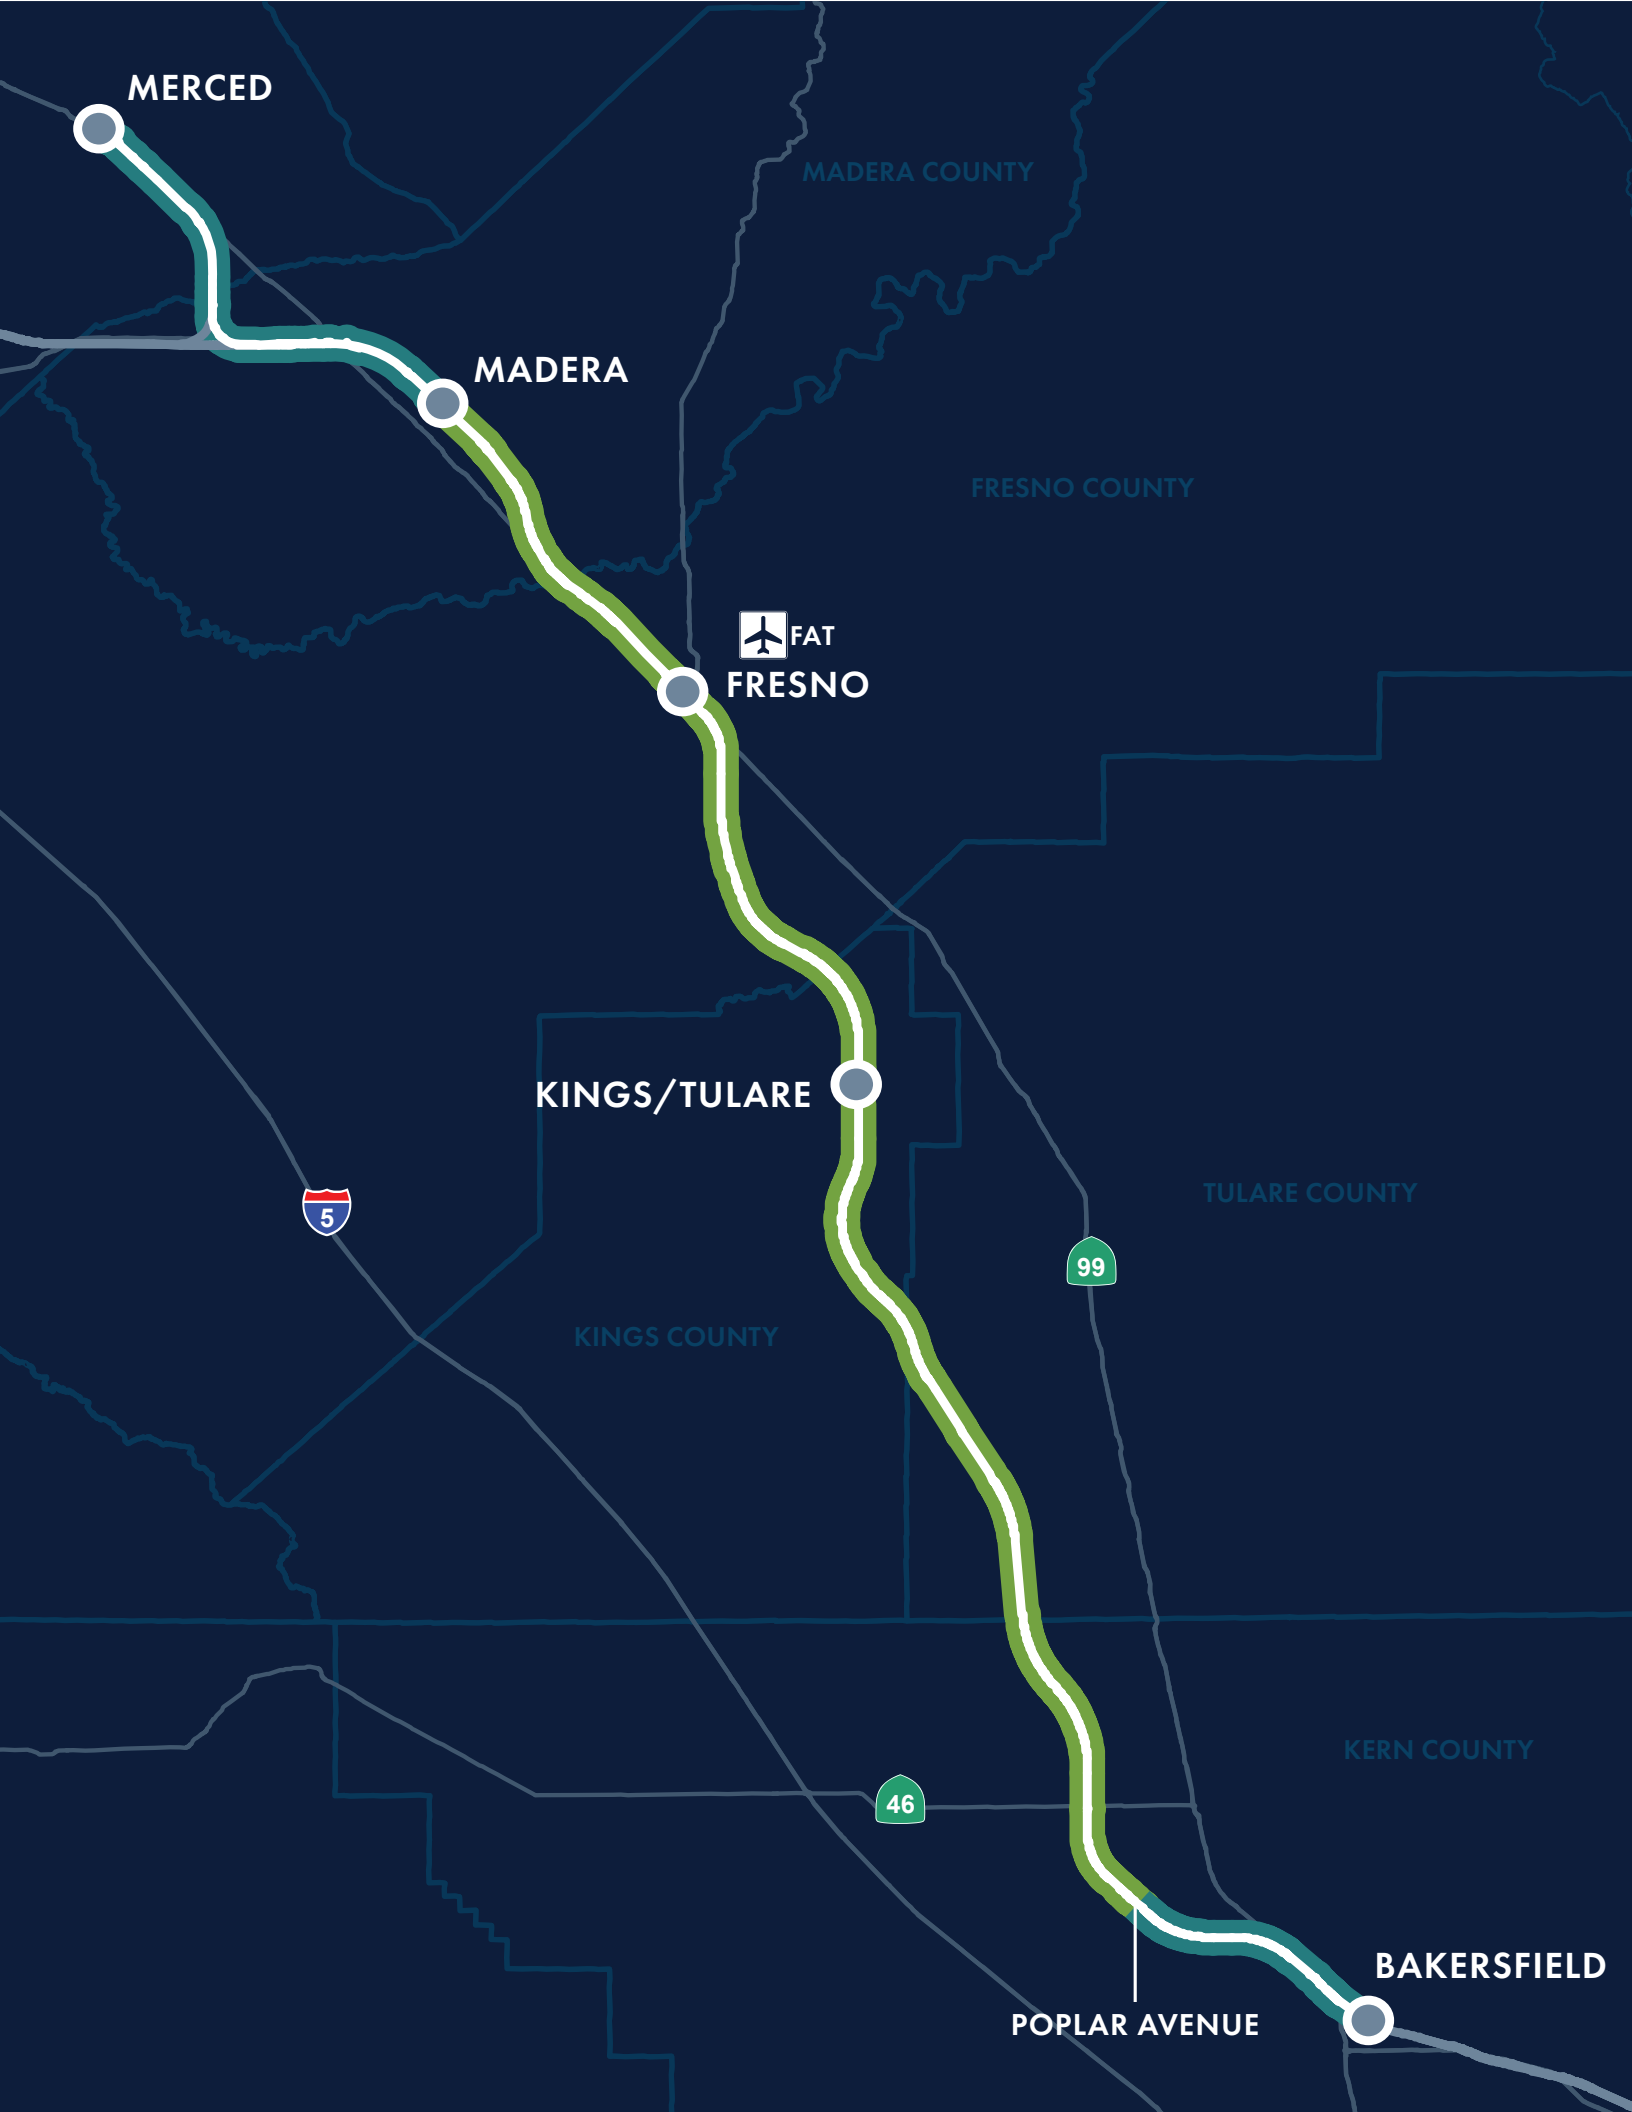 MERCED
MADERA COUNTY
MADERA
FRESNO COUNTY
FAT
FRESNO
KINGS/TULARE
TULARE COUNTY
5
99
KINGS COUNTY
KERN COUNTY
46
BAKERSFIELD
POPLAR AVENUE